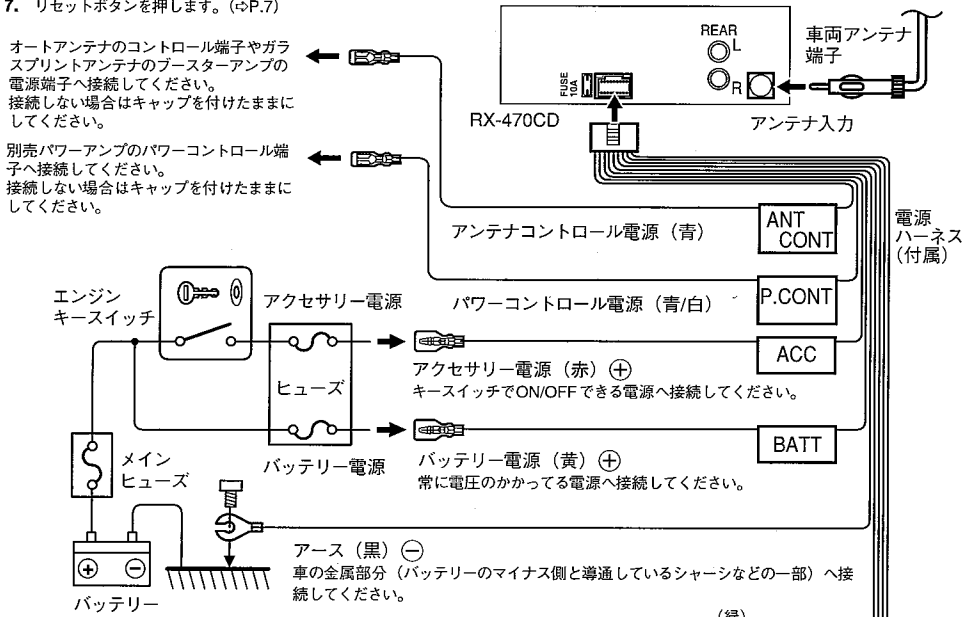 7. リセットボタンを押します。(⇨P.7)
オートアンテナのコントロール端子やガラ
スプリントアンテナのブースターアンプの
電源端子へ接続してください。
接続しない場合はキャップを付けたままに
してください。
別売パワーアンプのパワーコントロール端
子へ接続してください。
接続しない場合はキャップを付けたままに
してください。
REAR
L
R
FUSE
10A
RX-470CD
車両アンテナ
端子
アンテナ入力
アンテナコントロール電源（青）
ANT
CONT
電源
ハーネス
(付属)
パワーコントロール電源（青/白）
P.CONT
エンジン
キースイッチ
アクセサリー電源
ヒューズ
アクセサリー電源（赤）⊕
キースイッチでON/OFFできる電源へ接続してください。
ACC
バッテリー電源
バッテリー電源（黄）⊕
常に電圧のかかってる電源へ接続してください。
BATT
メイン
ヒューズ
アース（黒）⊖
車の金属部分（バッテリーのマイナス側と導通しているシャーシなどの一部）へ接
続してください。
⊕ ⊖
バッテリー
(緑)